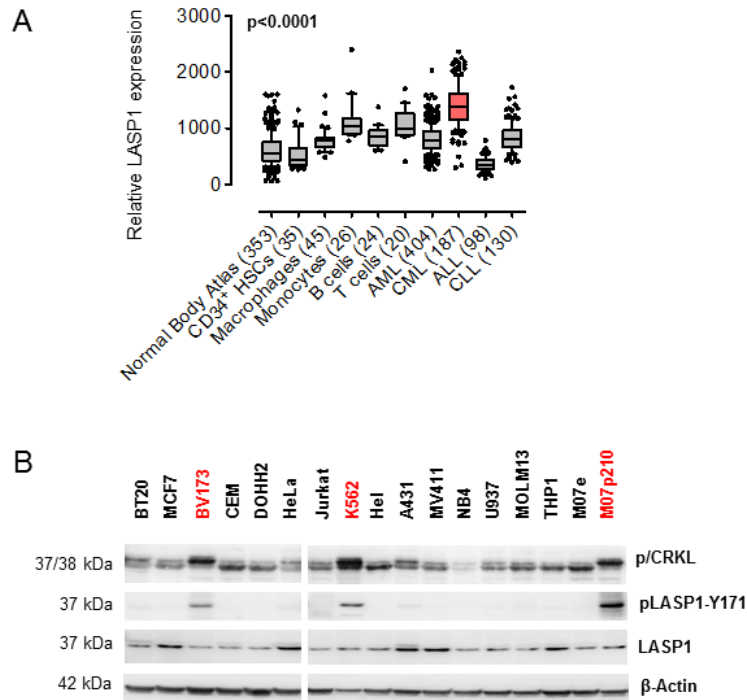 A
p<0.0001
Relative LASP1 expression
3000
2000
1000
0
Normal Body Atlas (353)
CD34+ HSCs (35)
Macrophages (45)
Monocytes (26)
B cells (24)
T cells (20)
AML (404)
CML (187)
ALL (98)
CLL (130)
B
BT20
MCF7
BV173
CEM
DOHH2
HeLa
Jurkat
K562
Hel
A431
MV411
NB4
U937
MOLM13
THP1
M07e
M07p210
37/38 kDa
p/CRKL
37 kDa
pLASP1-Y171
37 kDa
LASP1
42 kDa
β-Actin